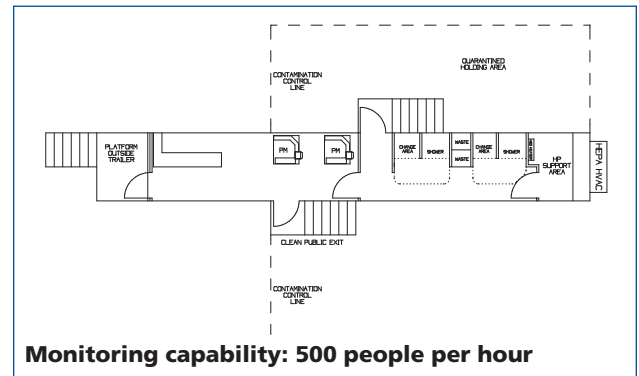 QUARANTINED
HOLDING AREA
CONTAMINATION
CONTROL
LINE
PLATFORM
OUTSIDE
TRAILER
PM
PM
CHANGE
AREA
SHOWER
WASTE
WASTE
CHANGE
AREA
SHOWER
HP
SUPPORT
AREA
HEPA HVAC
CLEAN PUBLIC EXIT
CONTAMINATION
CONTROL
LINE
Monitoring capability: 500 people per hour